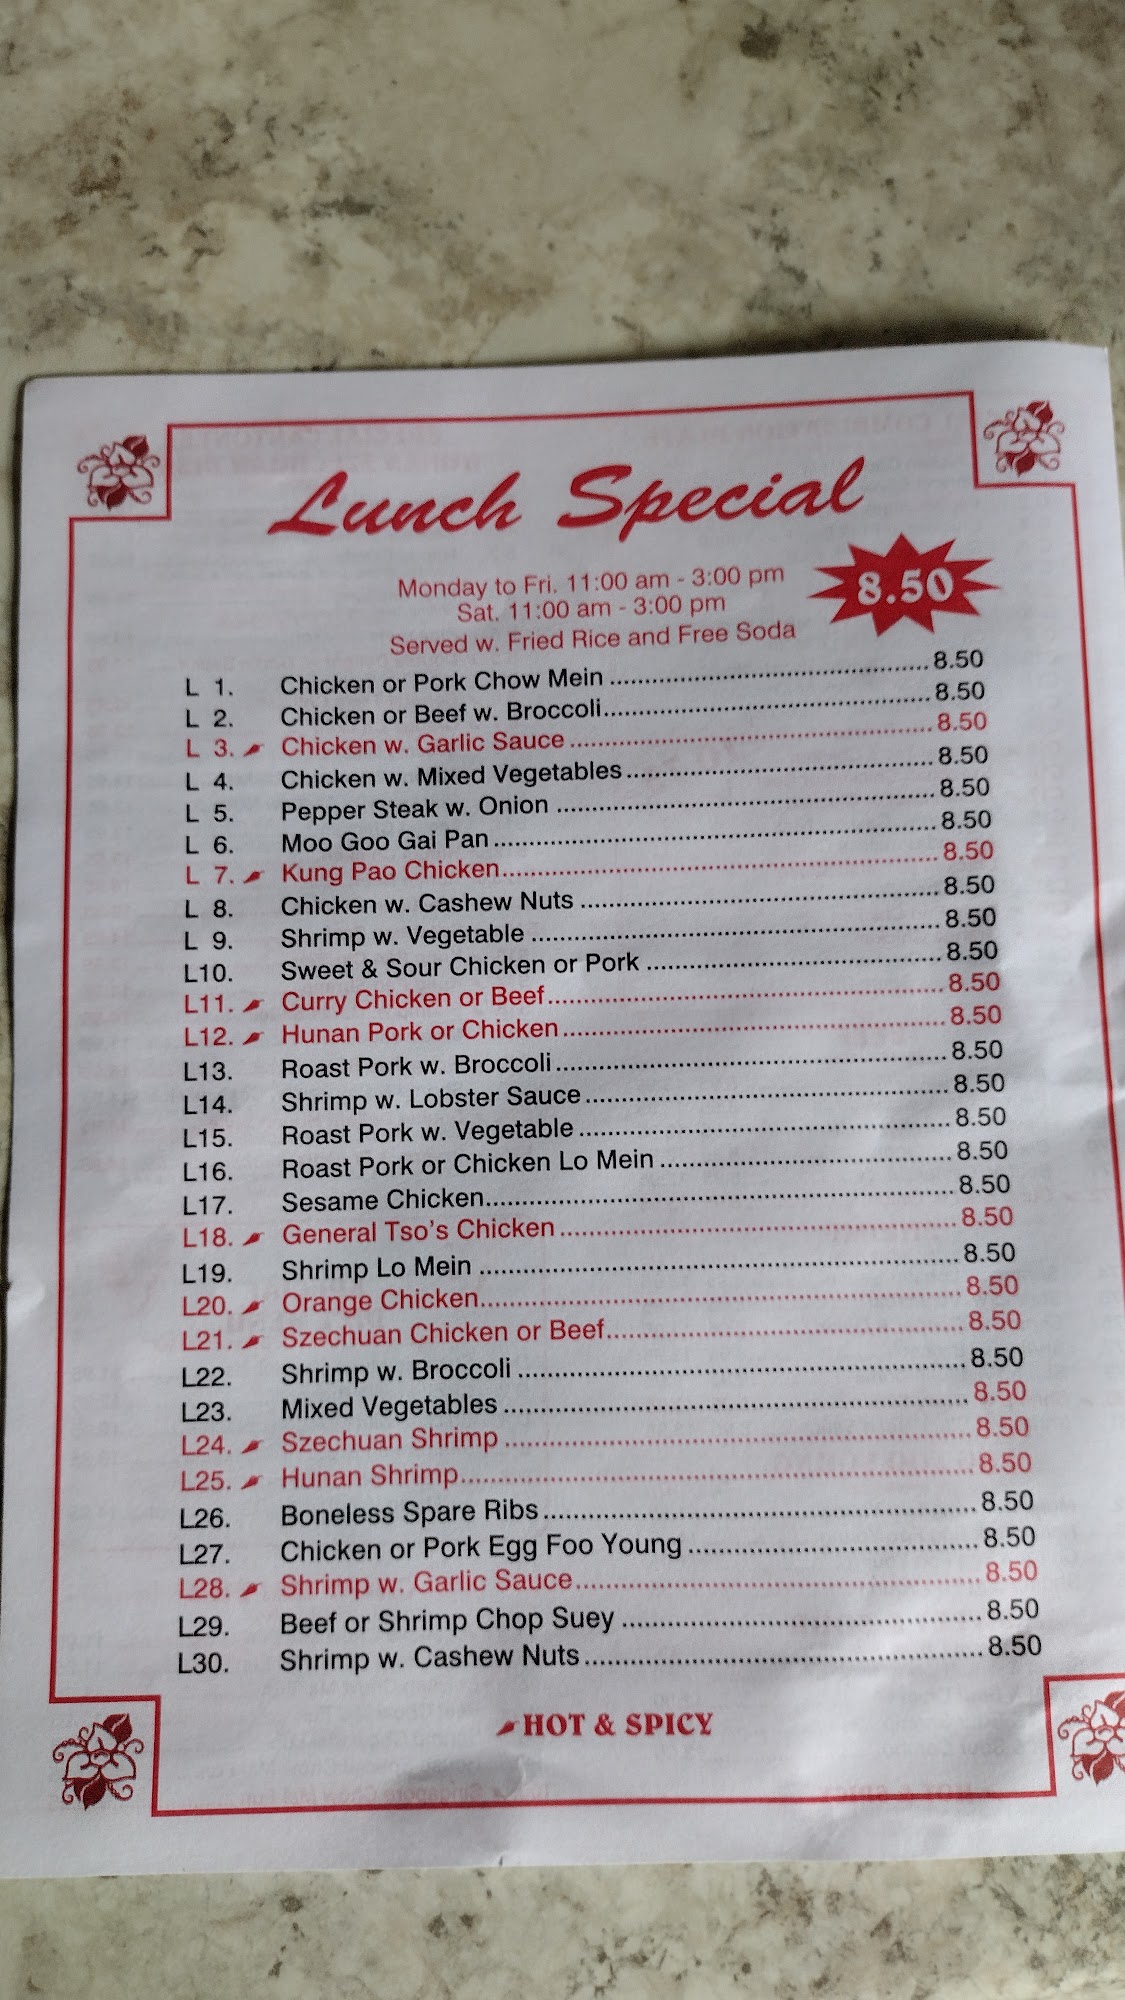 Lunch Special
Monday to Fri. 11:00 am - 3:00 pm
Sat. 11:00 am - 3:00 pm
Served w. Fried Rice and Free Soda
8.50
L 1. Chicken or Pork Chow Mein 8.50
L 2. Chicken or Beef w. Broccoli 8.50
L 3. Chicken w. Garlic Sauce 8.50
L 4. Chicken w. Mixed Vegetables 8.50
L 5. Pepper Steak w. Onion 8.50
L 6. Moo Goo Gai Pan 8.50
L 7. Kung Pao Chicken 8.50
L 8. Chicken w. Cashew Nuts 8.50
L 9. Shrimp w. Vegetable 8.50
L10. Sweet & Sour Chicken or Pork 8.50
L11. Curry Chicken or Beef 8.50
L12. Hunan Pork or Chicken 8.50
L13. Roast Pork w. Broccoli 8.50
L14. Shrimp w. Lobster Sauce 8.50
L15. Roast Pork w. Vegetable 8.50
L16. Roast Pork or Chicken Lo Mein 8.50
L17. Sesame Chicken 8.50
L18. General Tso's Chicken 8.50
L19. Shrimp Lo Mein 8.50
L20. Orange Chicken 8.50
L21. Szechuan Chicken or Beef 8.50
L22. Shrimp w. Broccoli 8.50
L23. Mixed Vegetables 8.50
L24. Szechuan Shrimp 8.50
L25. Hunan Shrimp 8.50
L26. Boneless Spare Ribs 8.50
L27. Chicken or Pork Egg Foo Young 8.50
L28. Shrimp w. Garlic Sauce 8.50
L29. Beef or Shrimp Chop Suey 8.50
L30. Shrimp w. Cashew Nuts 8.50
HOT & SPICY